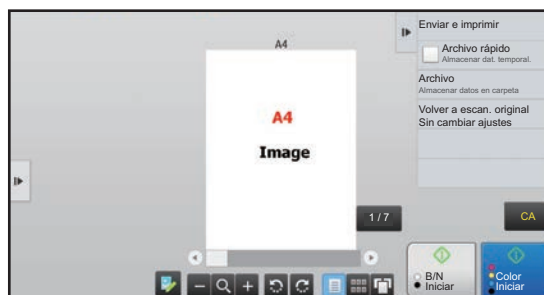 A4
A4
Image
1 / 7
Enviar e imprimir
Archivo rápido
Almacenar dat. temporal.
Archivo
Almacenar datos en carpeta
Volver a escan. original
Sin cambiar ajustes
CA
B/N
Iniciar
Color
Iniciar